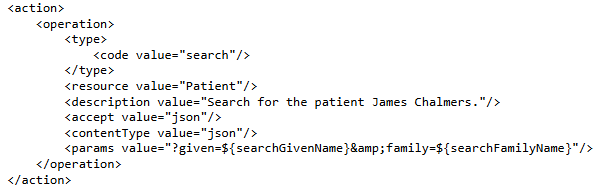 <action>
    <operation>
        <type>
            <code value="search"/>
        </type>
        <resource value="Patient"/>
        <description value="Search for the patient James Chalmers."/>
        <accept value="json"/>
        <contentType value="json"/>
        <params value="?given=${searchGivenName}&amp;family=${searchFamilyName}"/>
    </operation>
</action>